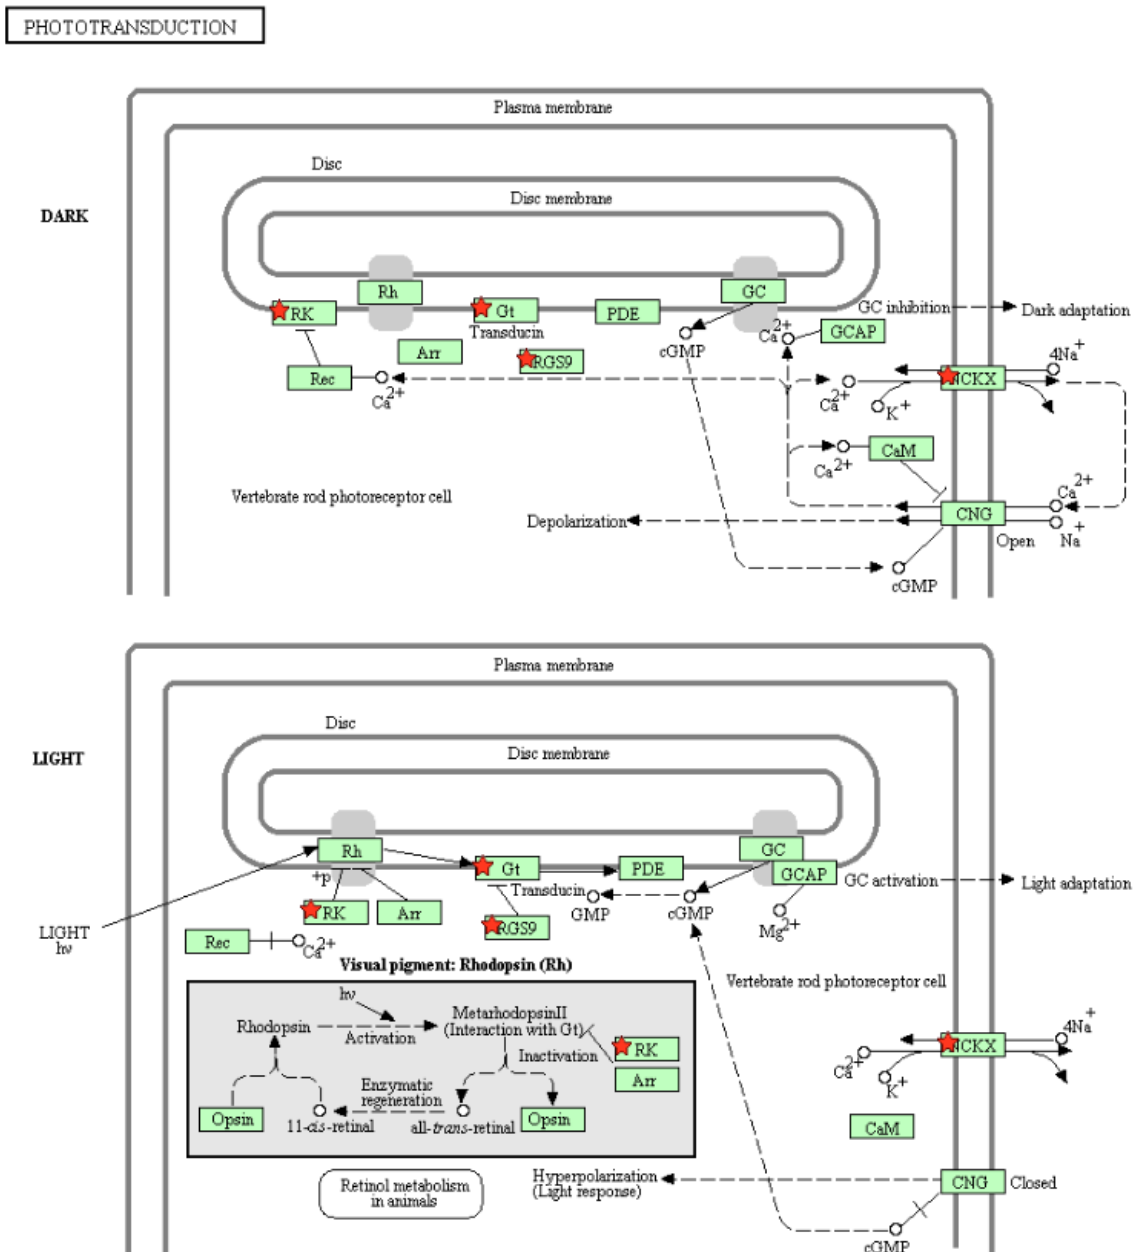 PHOTOTRANSDUCTION
Plasma membrane
Disc
Disc membrane
DARK
Rh
GC
RK
Gt
PDE
GC inhibition
Dark adaptation
Transducin
cGMP
Ca2+
GCAP
Arr
RGS9
4Na+
Rec
Ca2+
Ca2+
K+
NCKX
CaM
Ca2+
Vertebrate rod photoreceptor cell
Ca2+
Depolarization
CNG
Open
Na+
cGMP
Plasma membrane
Disc
LIGHT
Disc membrane
Rh
GC
+p
Gt
PDE
GCAP
GC activation
Light adaptation
Transducin
GMP
cGMP
RK
Arr
RGS9
Mg2+
LIGHT
hν
Rec
Ca2+
Visual pigment: Rhodopsin (Rh)
Vertebrate rod photoreceptor cell
hν
Rhodopsin
Activation
MetarhodopsinII
(Interaction with Gt)
Inactivation
RK
Arr
4Na+
NCKX
Ca2+
K+
Enzymatic
regeneration
Opsin
11-cis-retinal
all-trans-retinal
Opsin
CaM
Retinol metabolism
in animals
Hyperpolarization
(Light response)
CNG
Closed
cGMP